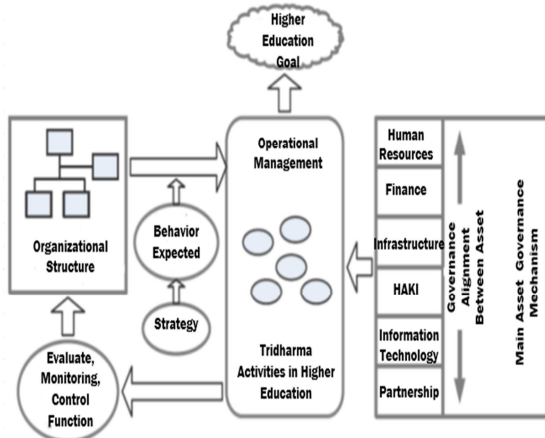 Higher
Education
Goal
Organizational
Structure
Behavior
Expected
Strategy
Evaluate,
Monitoring,
Control
Function
Operational
Management
Tridharma
Activities in Higher
Education
Human
Resources
Finance
Infrastructure
HAKI
Information
Technology
Partnership
Governance
Alignment
Between Asset
Main Asset Governance
Mechanism